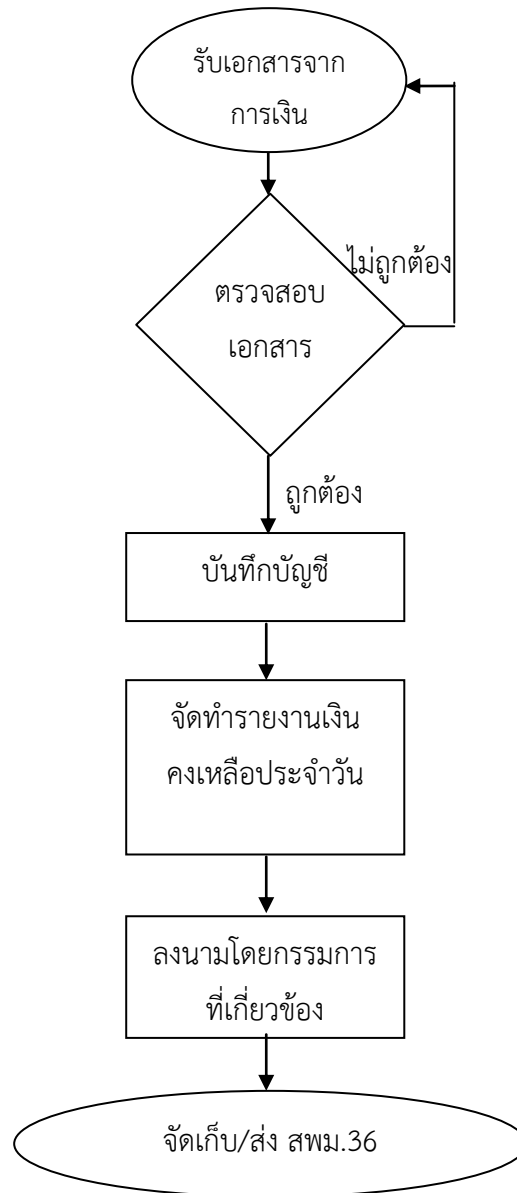 รับเอกสารจาก
การเงิน
ไม่ถูกต้อง
ตรวจสอบ
เอกสาร
ถูกต้อง
บันทึกบัญชี
จัดทำรายงานเงิน
คงเหลือประจำวัน
ลงนามโดยกรรมการ
ที่เกี่ยวข้อง
จัดเก็บ/ส่ง สพม.36